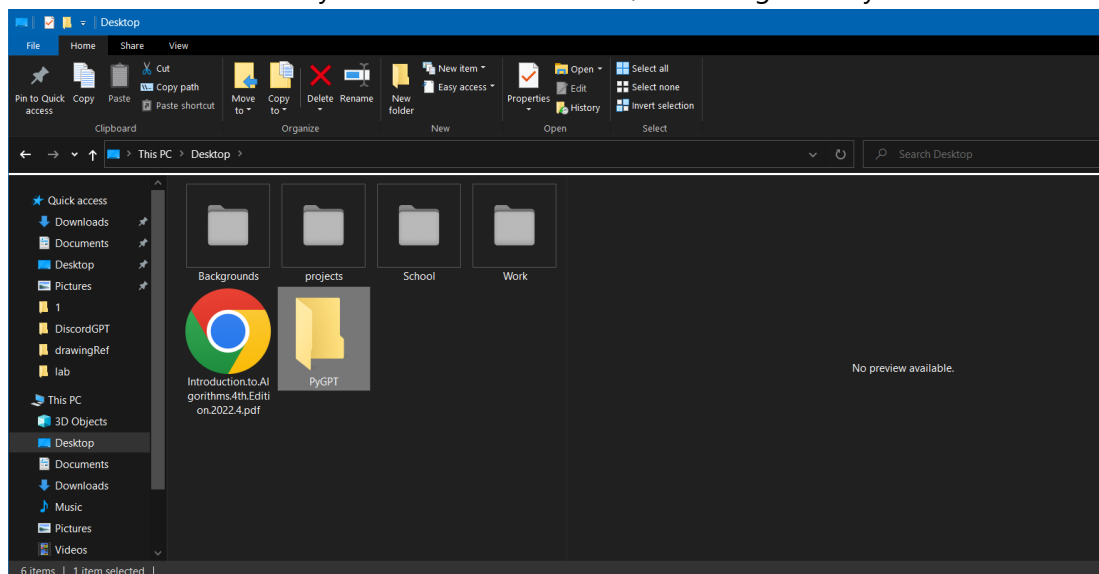 Desktop
File Home Share View
Pin to Quick access
Copy
Paste
Cut
Copy path
Paste shortcut
Move to
Copy to
Delete
Rename
New folder
New item
Easy access
Properties
Open
Edit
History
Select all
Select none
Invert selection
Clipboard Organize New Open Select
This PC > Desktop >
Search Desktop
Quick access
Downloads
Documents
Desktop
Pictures
1
DiscordGPT
drawingRef
lab
This PC
3D Objects
Desktop
Documents
Downloads
Music
Pictures
Videos
Backgrounds projects School Work
Introduction.to.Al
gorithms.4th.Editi
on.2022.4.pdf
PyGPT
No preview available.
6 items | 1 item selected |